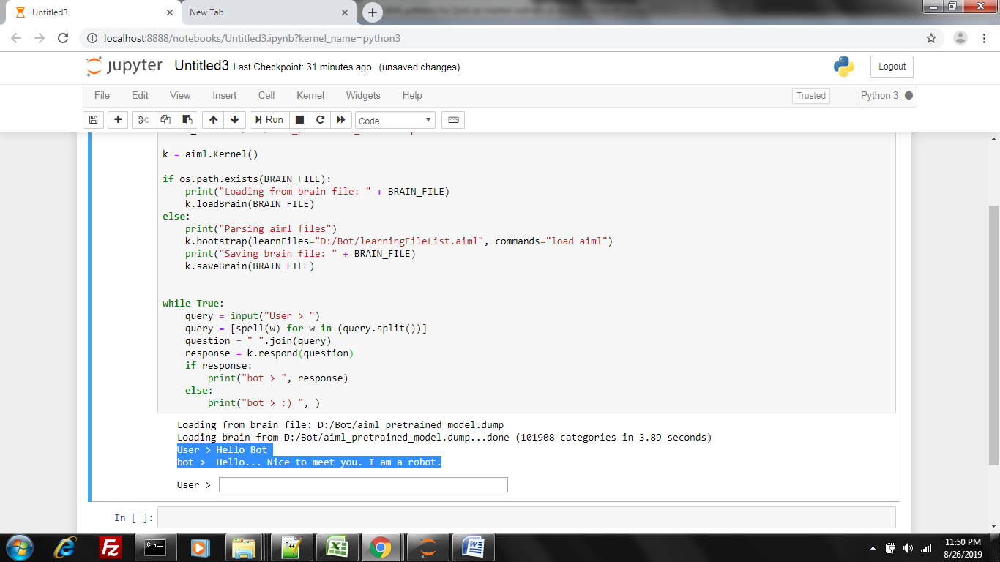 Untitled3
New Tab
localhost:8888/notebooks/Untitled3.ipynb?kernel_name=python3
jupyter Untitled3 Last Checkpoint: 31 minutes ago (unsaved changes)
Logout
File Edit View Insert Cell Kernel Widgets Help
Trusted
Python 3
Run
Code
k = aiml.Kernel()
if os.path.exists(BRAIN_FILE):
    print("Loading from brain file: " + BRAIN_FILE)
    k.loadBrain(BRAIN_FILE)
else:
    print("Parsing aiml files")
    k.bootstrap(learnFiles="D:/Bot/learningFileList.aiml", commands="load aiml")
    print("Saving brain file: " + BRAIN_FILE)
    k.saveBrain(BRAIN_FILE)
while True:
    query = input("User > ")
    query = [spell(w) for w in (query.split())]
    question = " ".join(query)
    response = k.respond(question)
    if response:
        print("bot > ", response)
    else:
        print("bot > :) ", )
Loading from brain file: D:/Bot/aiml_pretrained_model.dump
Loading brain from D:/Bot/aiml_pretrained_model.dump...done (101908 categories in 3.89 seconds)
User > Hello Bot
bot >  Hello... Nice to meet you. I am a robot.
User >
In [ ]:
11:50 PM
8/26/2019